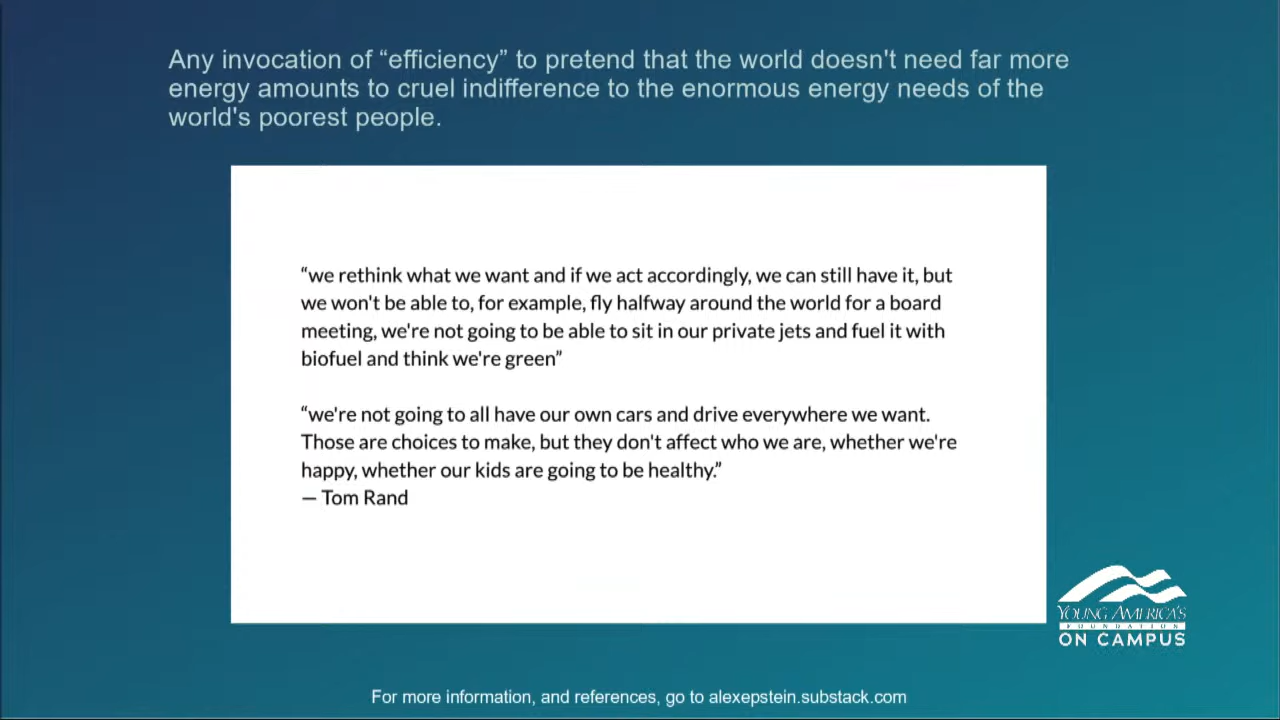 Any invocation of “efficiency” to pretend that the world doesn't need far more
energy amounts to cruel indifference to the enormous energy needs of the
world's poorest people.
“we rethink what we want and if we act accordingly, we can still have it, but
we won't be able to, for example, fly halfway around the world for a board
meeting, we're not going to be able to sit in our private jets and fuel it with
biofuel and think we're green”
“we're not going to all have our own cars and drive everywhere we want.
Those are choices to make, but they don't affect who we are, whether we're
happy, whether our kids are going to be healthy.”
— Tom Rand
YOUNG AMERICA'S
FOUNDATION
ON CAMPUS
For more information, and references, go to alexepstein.substack.com